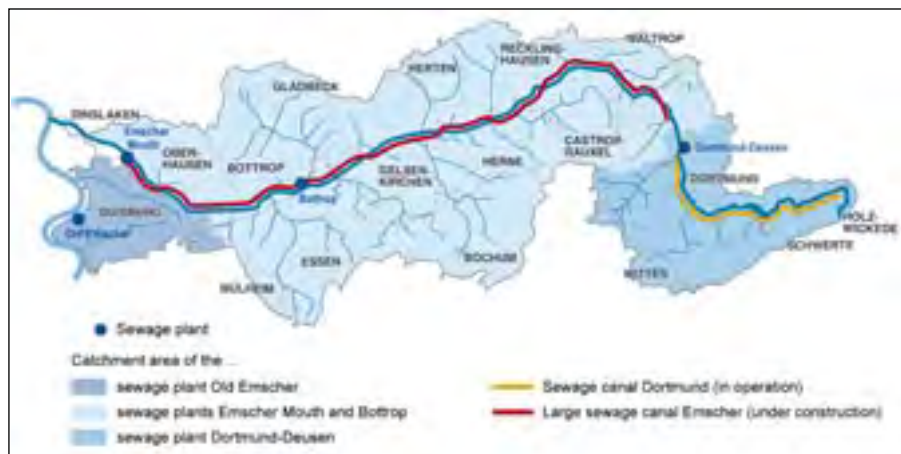 WALTROP
RECKLING-
HAUSEN
HERTEN
GLADBECK
DINSLAKEN
Emscher
Mouth
OBER-
HAUSEN
CASTROP-
RAUXEL
Dortmund-Deusen
BOTTROP
HERNE
GELSEN-
KIRCHEN
DORTMUND
Bottrop
DUISBURG
Old Emscher
HOLZ-
WICKEDE
SCHWERTE
BOCHUM
ESSEN
WITTEN
MÜLHEIM
Sewage plant
Catchment area of the ...
sewage plant Old Emscher
sewage plants Emscher Mouth and Bottrop
sewage plant Dortmund-Deusen
Sewage canal Dortmund (in operation)
Large sewage canal Emscher (under construction)